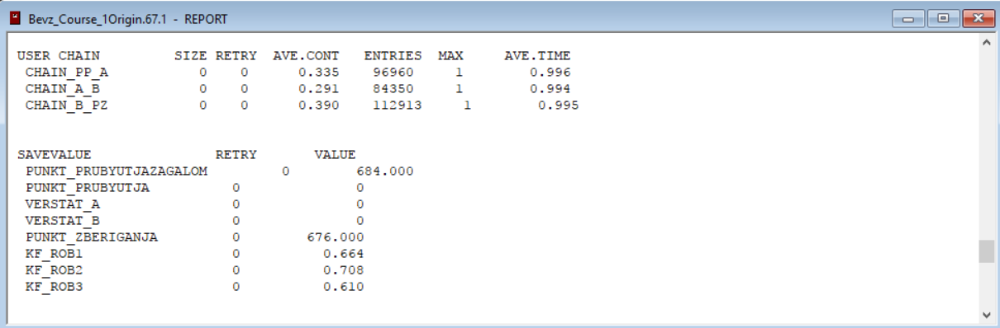 Bevz_Course_1Origin.67.1 - REPORT
USER CHAIN SIZE RETRY AVE.CONT ENTRIES MAX AVE.TIME
CHAIN_PP_A 0 0 0.335 96960 1 0.996
CHAIN_A_B 0 0 0.291 84350 1 0.994
CHAIN_B_PZ 0 0 0.390 112913 1 0.995
SAVEVALUE RETRY VALUE
PUNKT_PRUBYUTJAZAGALOM 0 684.000
PUNKT_PRUBYUTJA 0 0
VERSTAT_A 0 0
VERSTAT_B 0 0
PUNKT_ZBERIGANJA 0 676.000
KF_ROB1 0 0.664
KF_ROB2 0 0.708
KF_ROB3 0 0.610